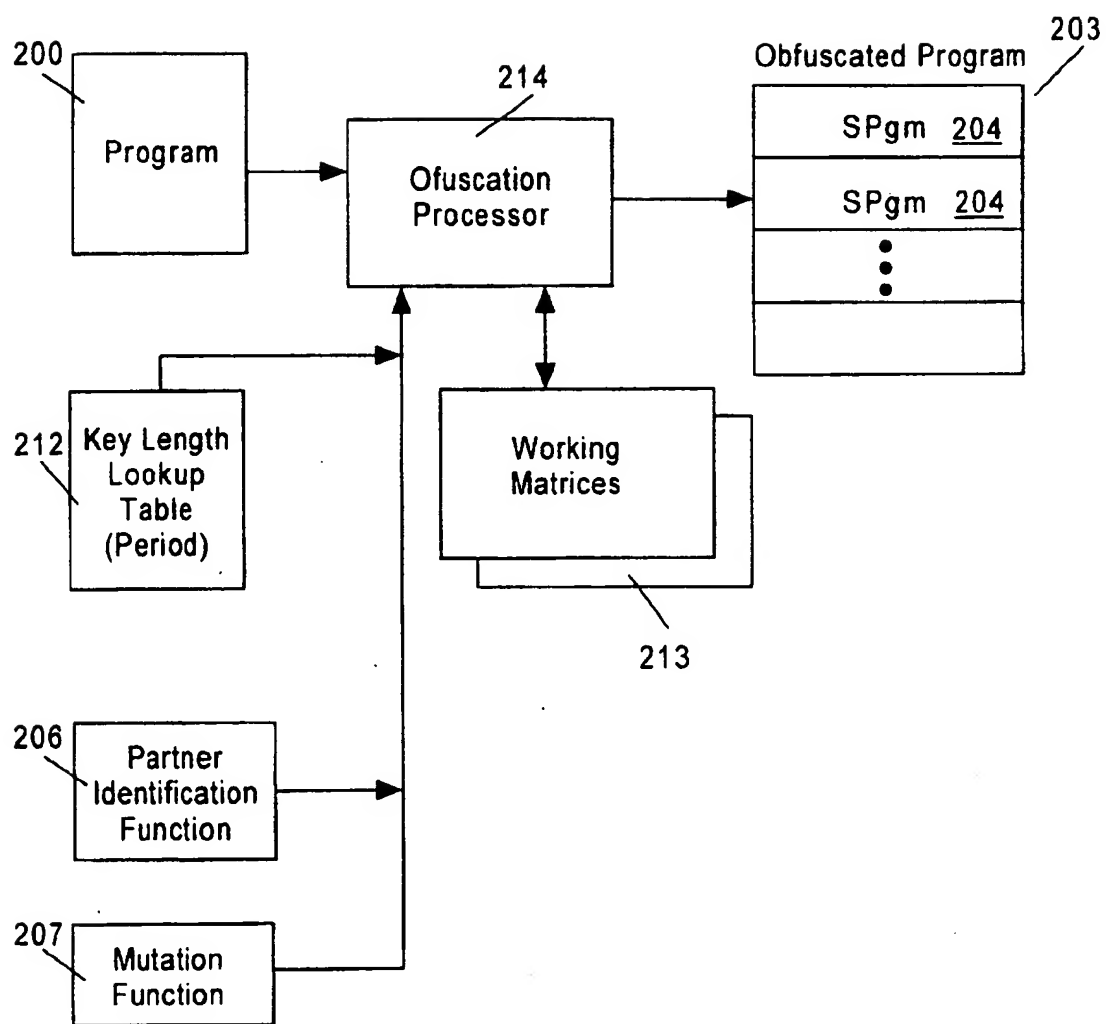 203
200
Obfuscated Program
214
SPgm 204
Program
Ofuscation
Processor
SPgm 204
212
Key Length
Lookup
Table
(Period)
Working
Matrices
213
206
Partner
Identification
Function
207
Mutation
Function